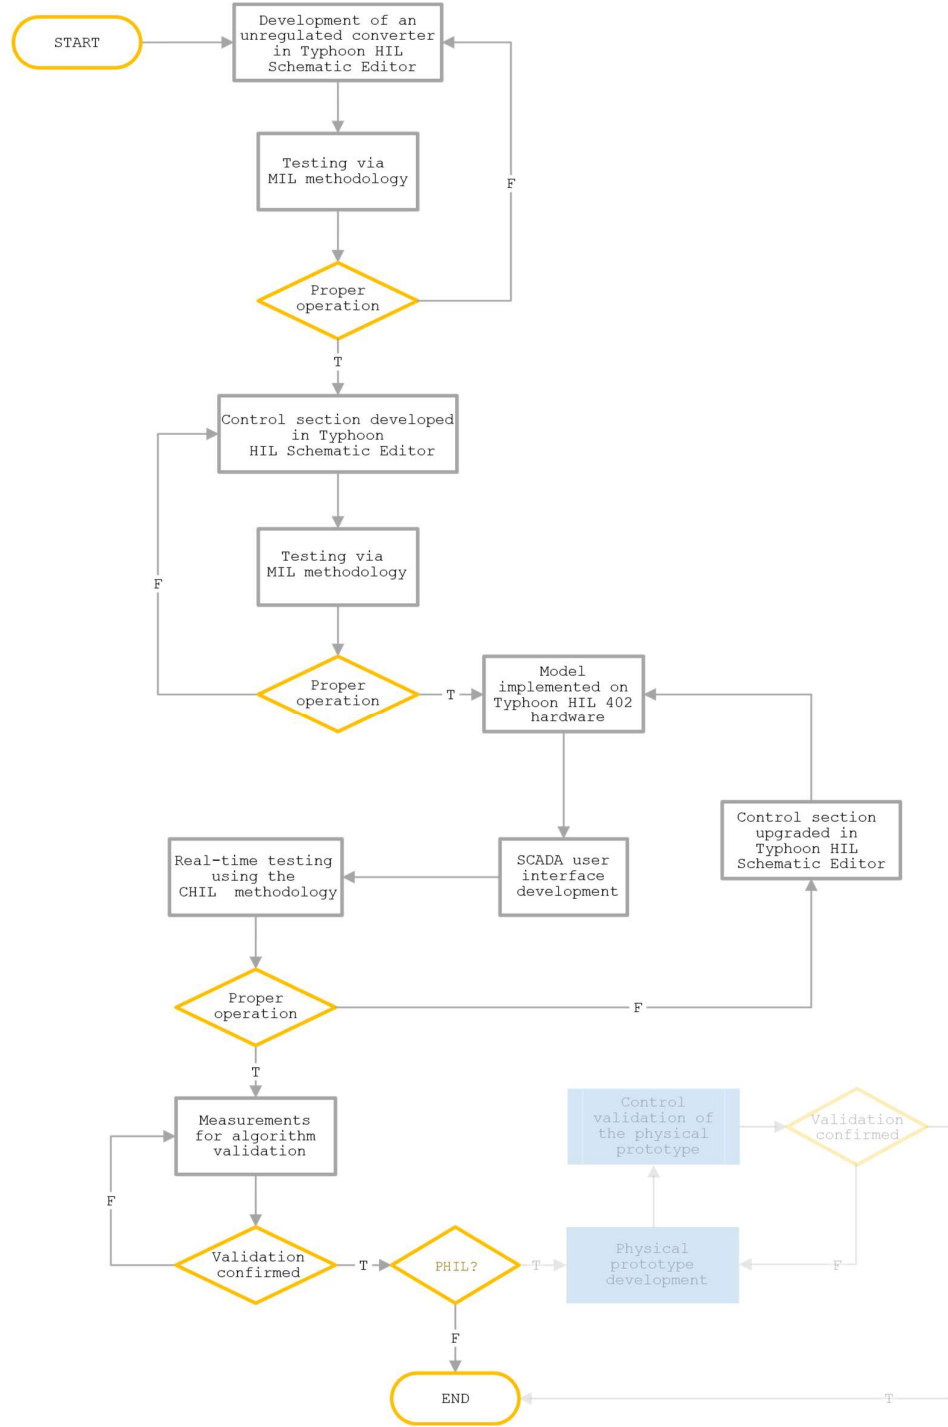 START
Development of an
unregulated converter
in Typhoon HIL
Schematic Editor
Testing via
MIL methodology
F
Proper
operation
T
Control section developed
in Typhoon
HIL Schematic Editor
Testing via
MIL methodology
F
Proper
operation
T
Model
implemented on
Typhoon HIL 402
hardware
Control section
upgraded in
Typhoon HIL
Schematic Editor
SCADA user
interface
development
Real-time testing
using the
CHIL methodology
Proper
operation
F
T
Measurements
for algorithm
validation
F
Validation
confirmed
T
PHIL?
T
Physical
prototype
development
Control
validation of
the physical
prototype
Validation
confirmed
F
F
END
T